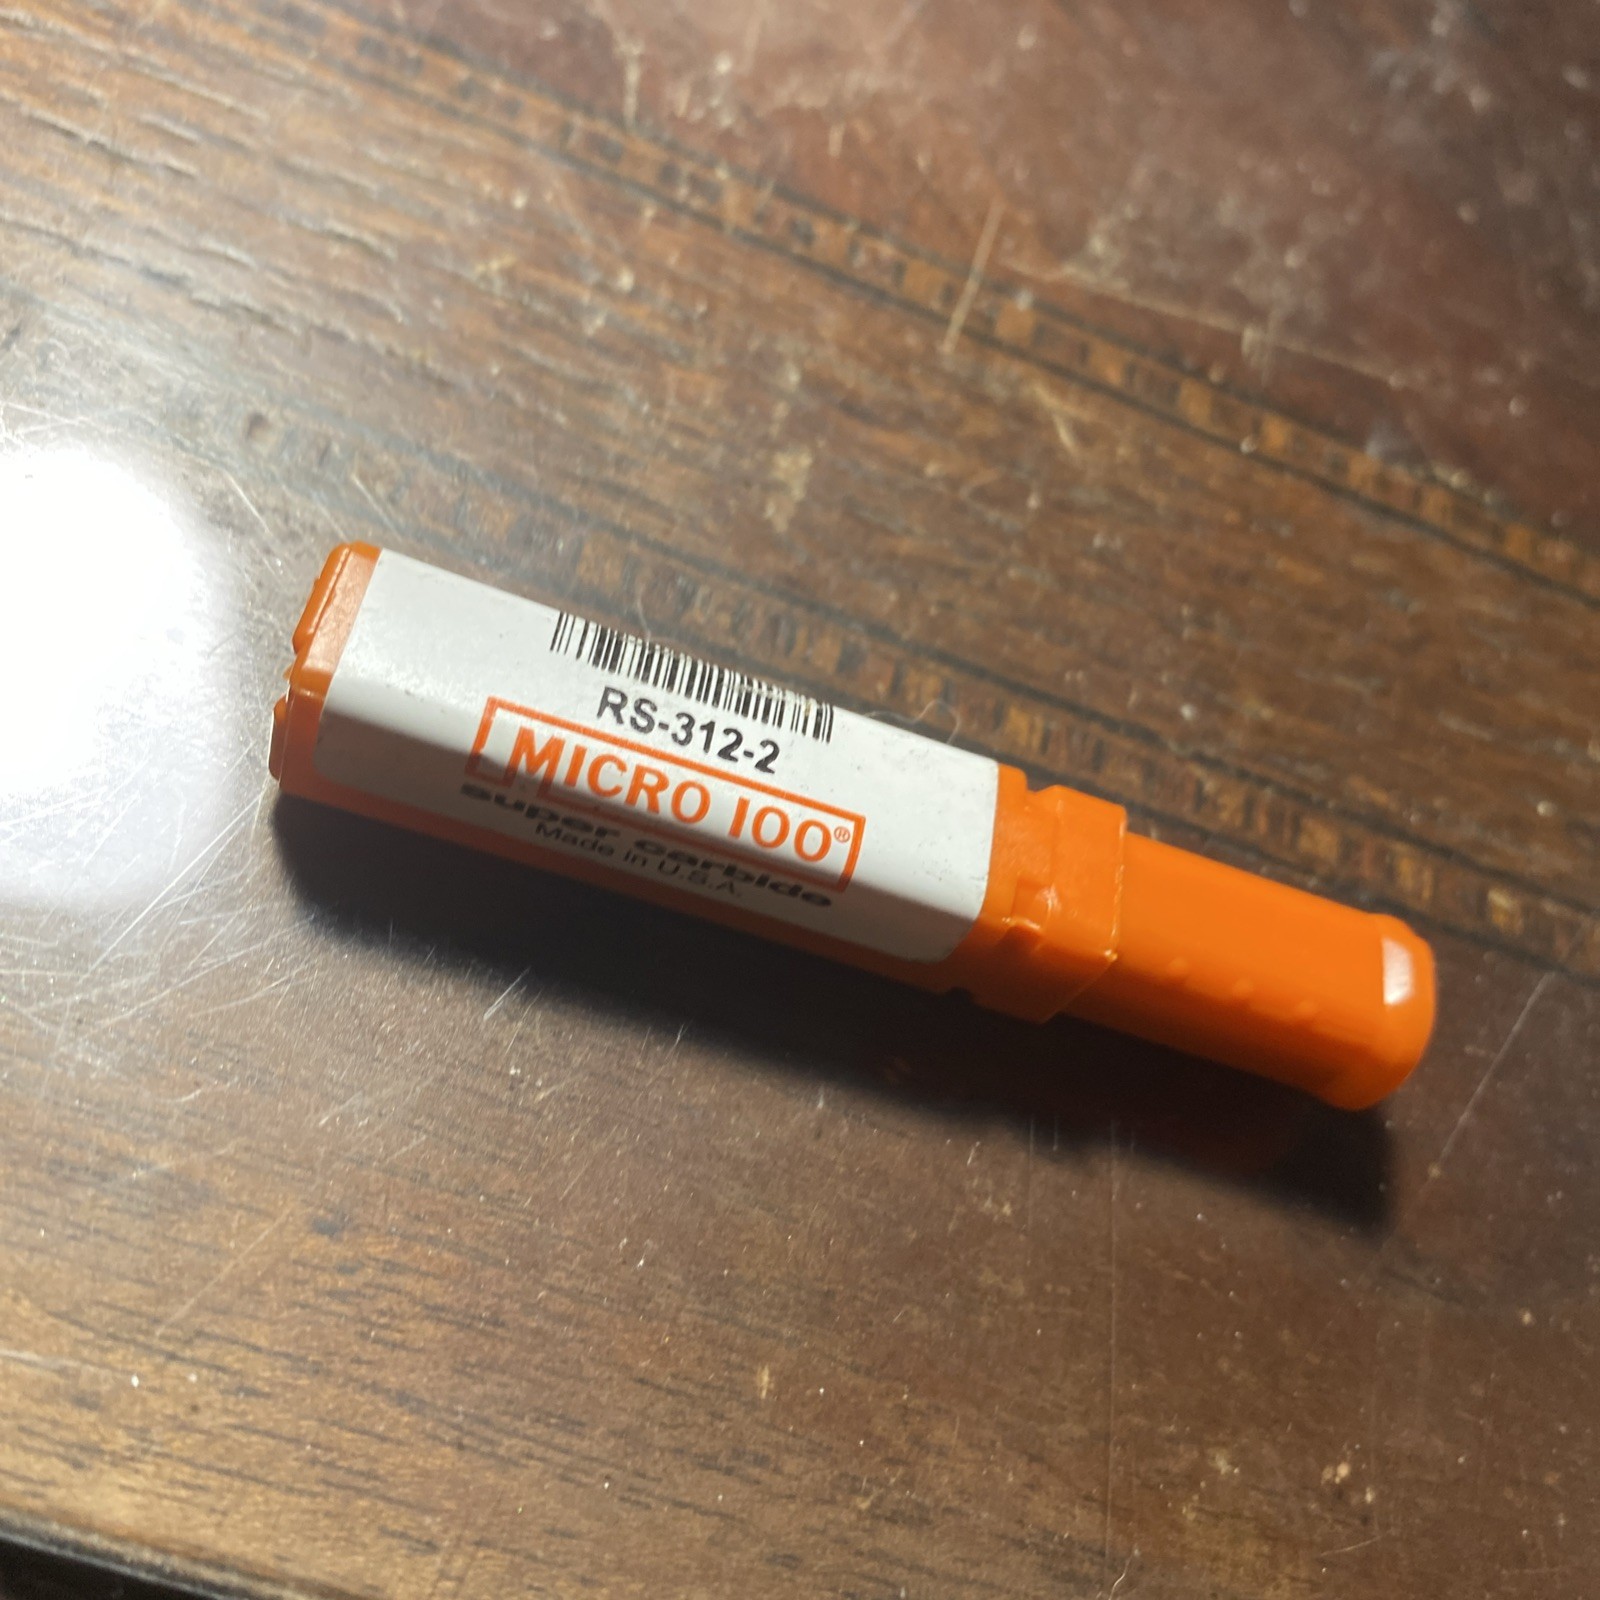 RS-312-2
MICRO 100®
super carbide
Made in U.S.A.